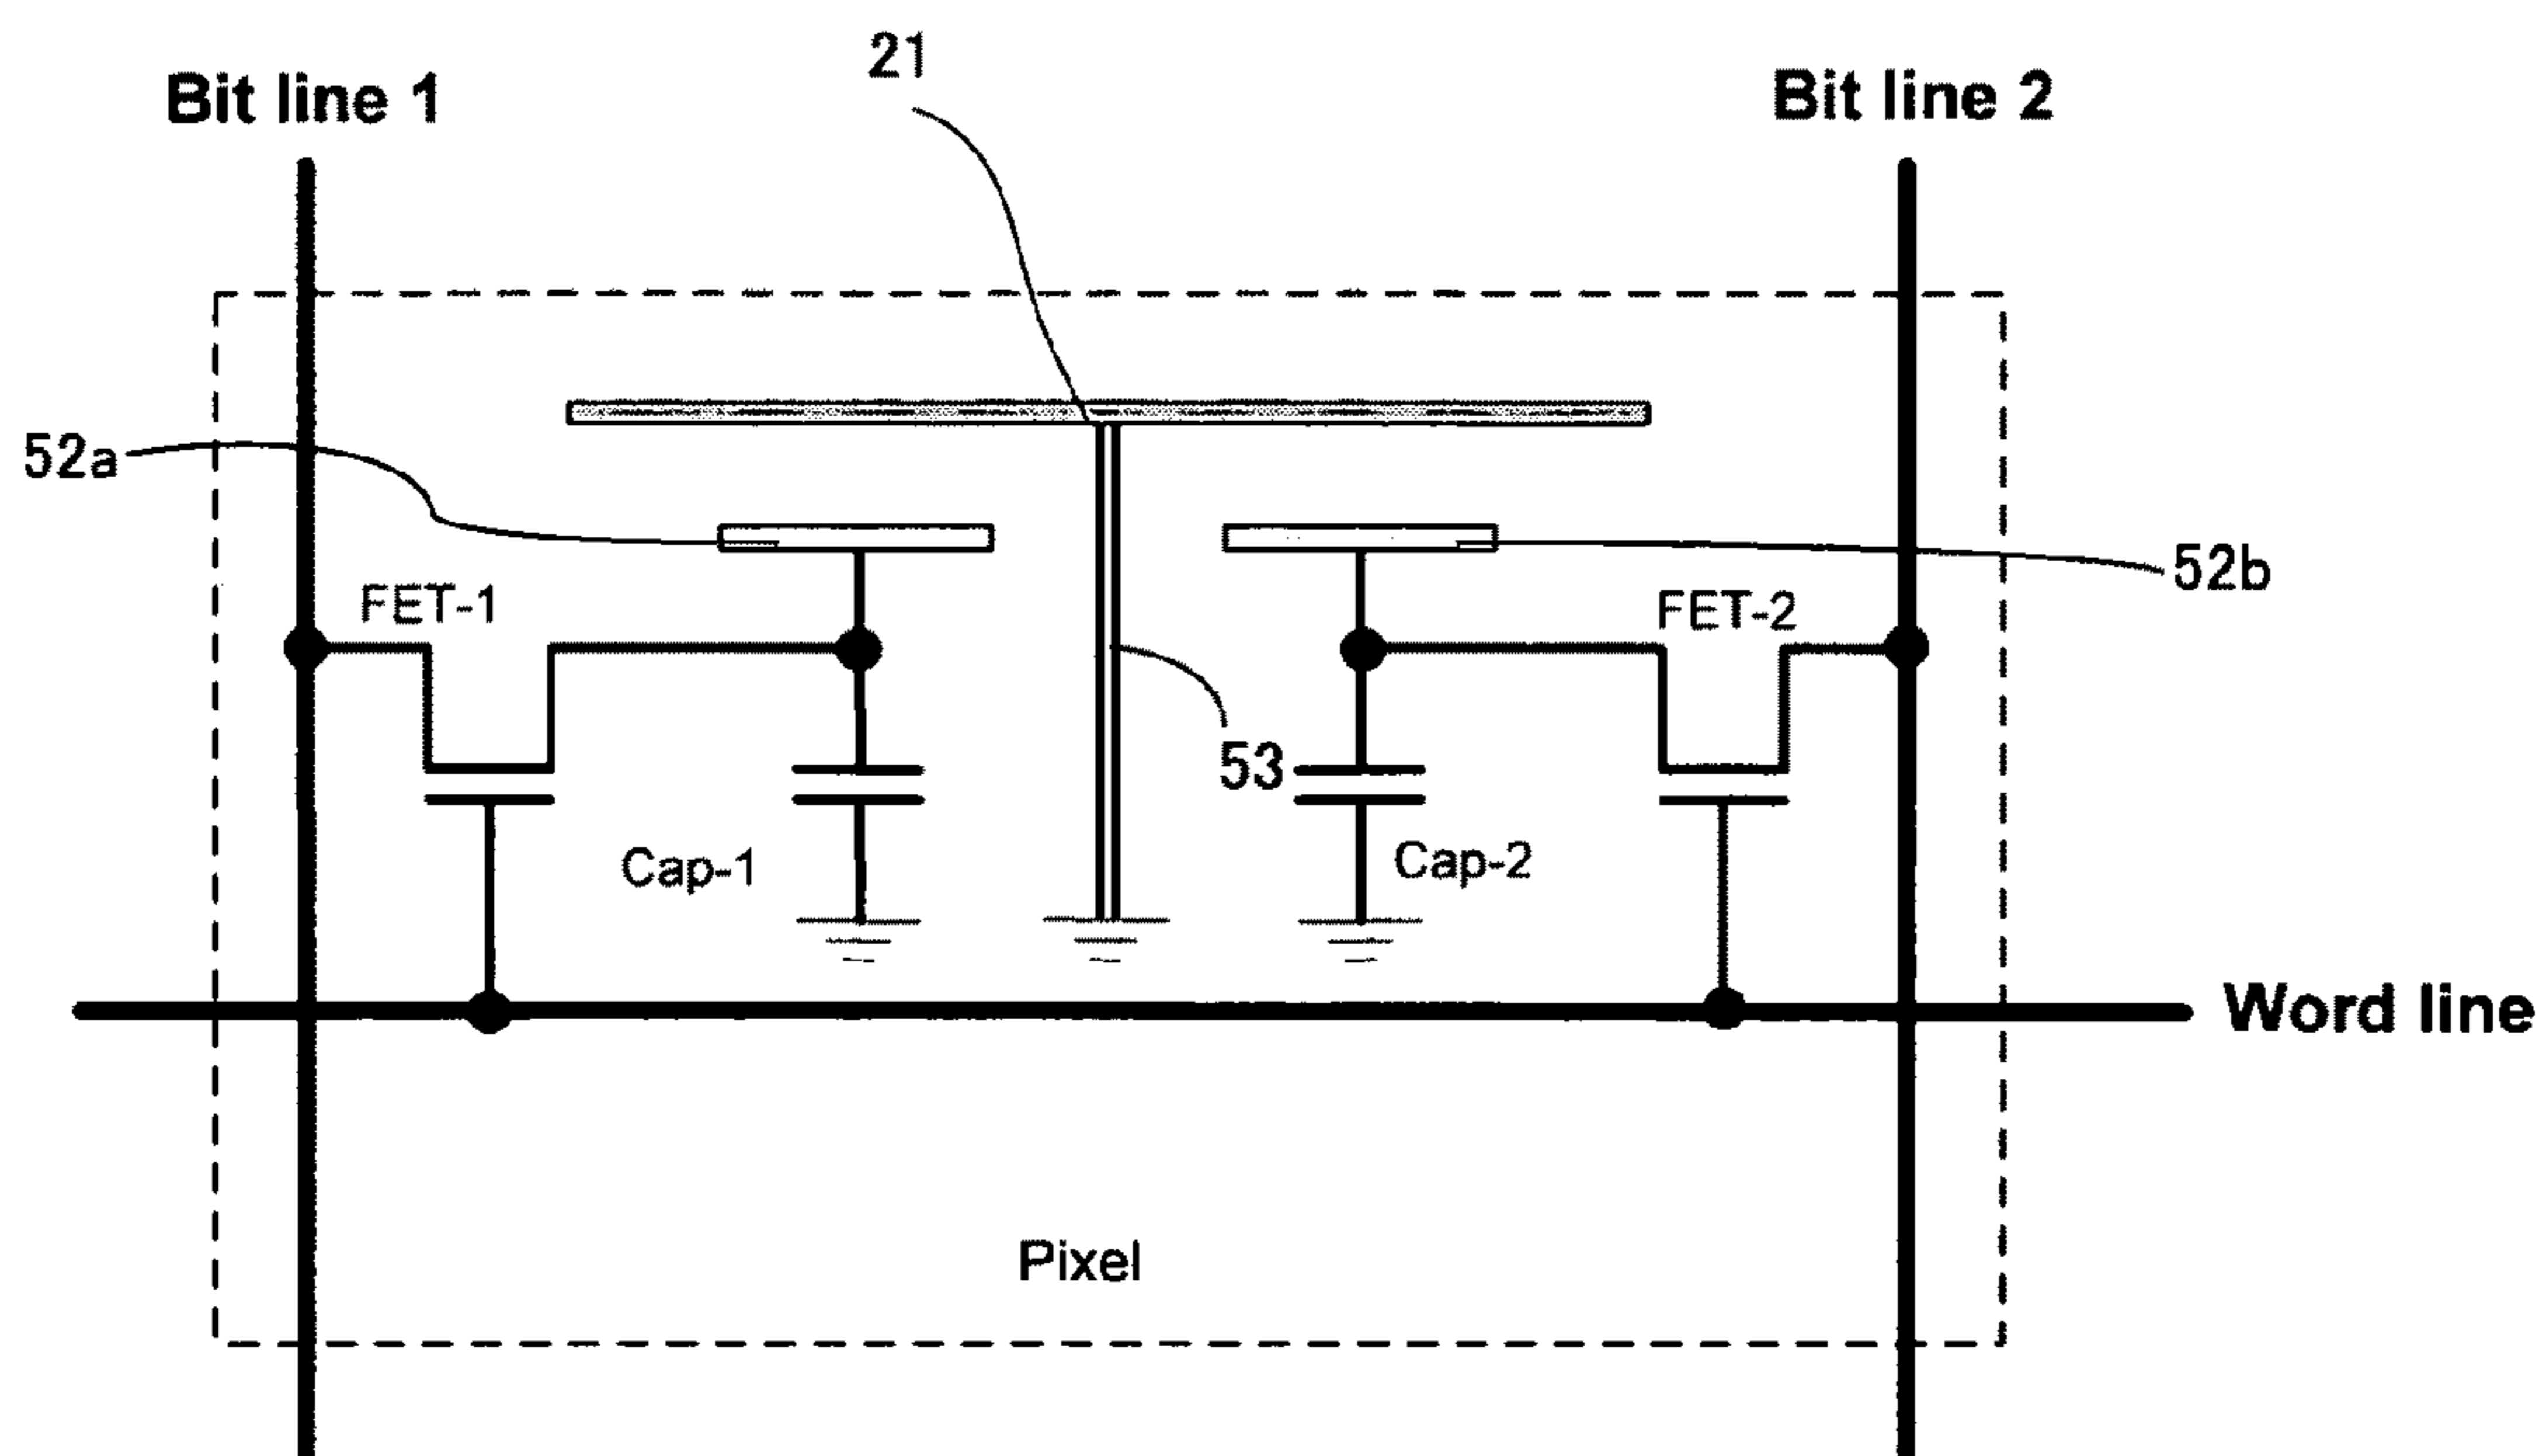 21
Bit line 1
Bit line 2
52a
52b
FET-1
FET-2
53
Cap-1
Cap-2
Word line
Pixel